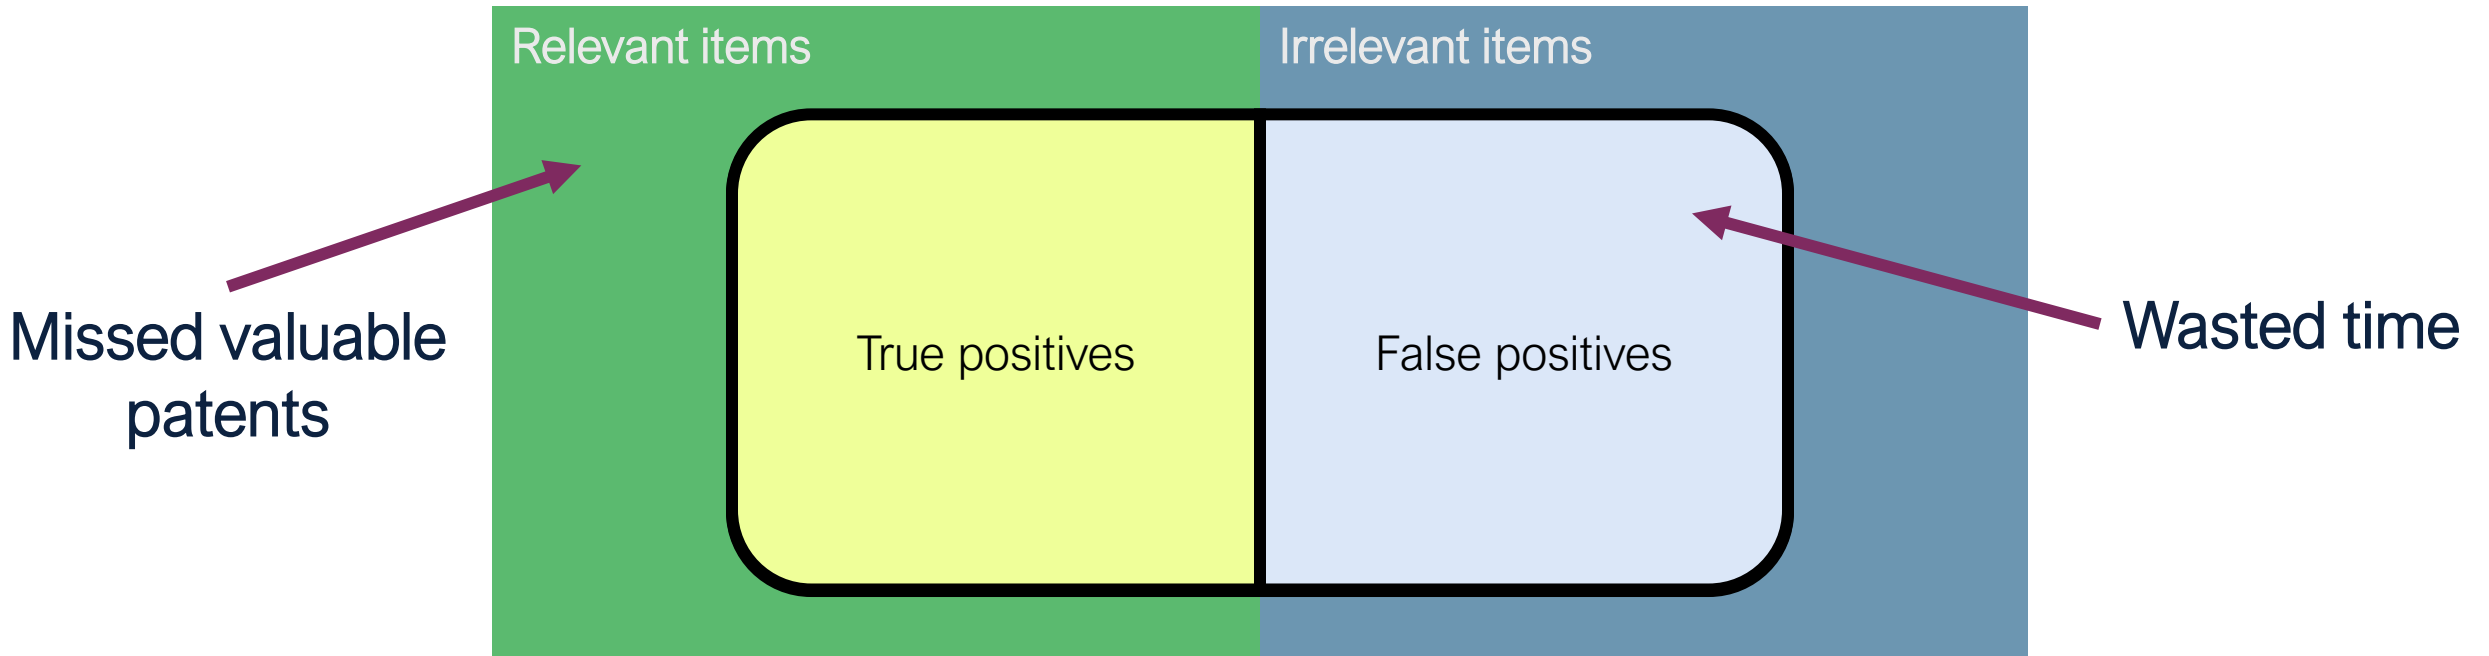 Relevant items
Irrelevant items
Missed valuable
patents
True positives
False positives
Wasted time